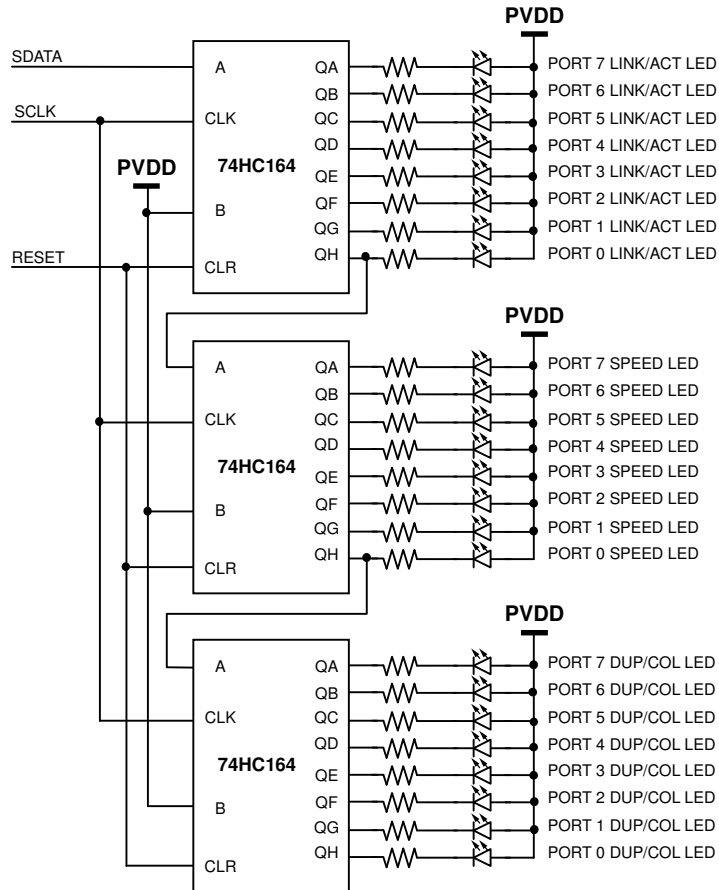 PVDD
SDATA A QA PORT 7 LINK/ACT LED
QB PORT 6 LINK/ACT LED
SCLK CLK QC PORT 5 LINK/ACT LED
QD PORT 4 LINK/ACT LED
PVDD 74HC164 QE PORT 3 LINK/ACT LED
QF PORT 2 LINK/ACT LED
B QG PORT 1 LINK/ACT LED
RESET CLR QH PORT 0 LINK/ACT LED
PVDD
A QA PORT 7 SPEED LED
QB PORT 6 SPEED LED
CLK QC PORT 5 SPEED LED
QD PORT 4 SPEED LED
74HC164 QE PORT 3 SPEED LED
B QF PORT 2 SPEED LED
QG PORT 1 SPEED LED
CLR QH PORT 0 SPEED LED
PVDD
A QA PORT 7 DUP/COL LED
QB PORT 6 DUP/COL LED
CLK QC PORT 5 DUP/COL LED
QD PORT 4 DUP/COL LED
74HC164 QE PORT 3 DUP/COL LED
B QF PORT 2 DUP/COL LED
QG PORT 1 DUP/COL LED
CLR QH PORT 0 DUP/COL LED